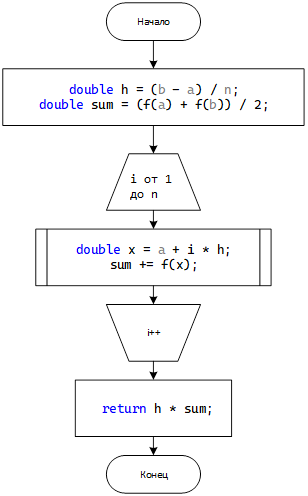 Начало
double h = (b - a) / n;
double sum = (f(a) + f(b)) / 2;
i от 1
до n
double x = a + i * h;
sum += f(x);
i++
return h * sum;
Конец